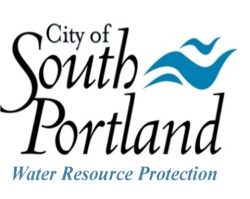 City of
South
Portland
Water Resource Protection